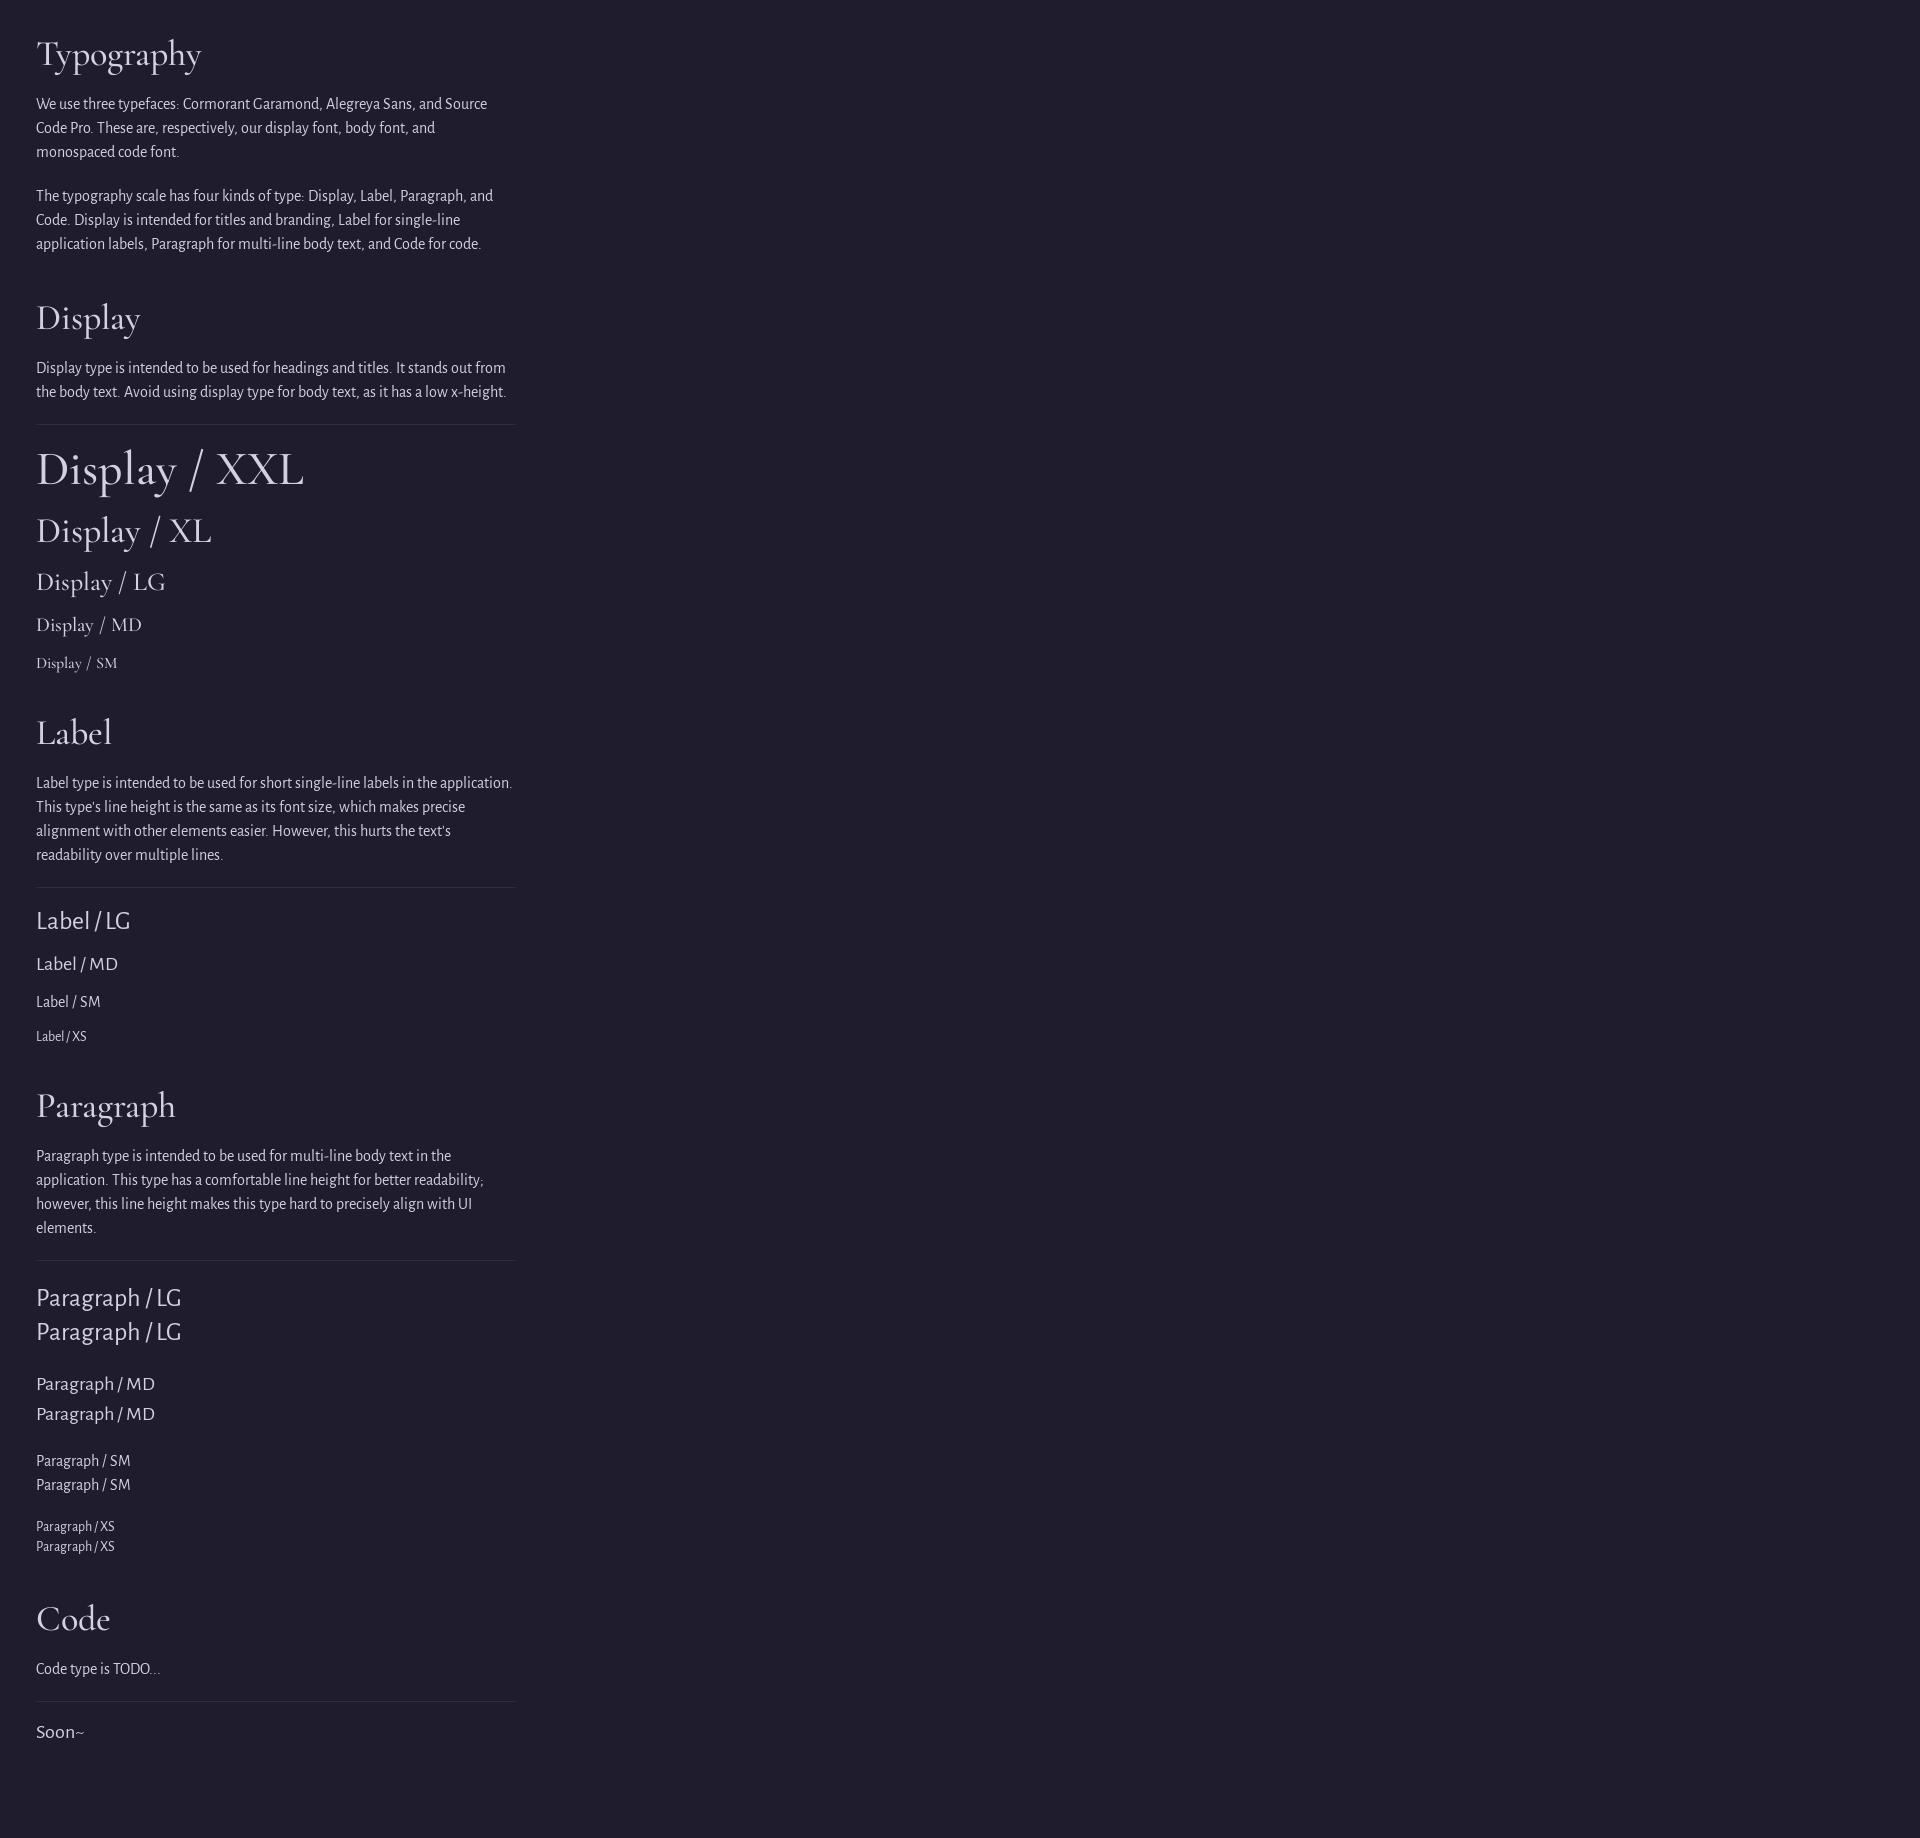 Typography
We use three typefaces: Cormorant Garamond, Alegreya Sans, and Source
Code Pro. These are, respectively, our display font, body font, and
monospaced code font.
The typography scale has four kinds of type: Display, Label, Paragraph, and
Code. Display is intended for titles and branding, Label for single-line
application labels, Paragraph for multi-line body text, and Code for code.
Display
Display type is intended to be used for headings and titles. It stands out from
the body text. Avoid using display type for body text, as it has a low x-height.
Display / XXL
Display / XL
Display / LG
Display / MD
Display / SM
Label
Label type is intended to be used for short single-line labels in the application.
This type's line height is the same as its font size, which makes precise
alignment with other elements easier. However, this hurts the text's
readability over multiple lines.
Label / LG
Label / MD
Label / SM
Label / XS
Paragraph
Paragraph type is intended to be used for multi-line body text in the
application. This type has a comfortable line height for better readability;
however, this line height makes this type hard to precisely align with UI
elements.
Paragraph / LG
Paragraph / LG
Paragraph / MD
Paragraph / MD
Paragraph / SM
Paragraph / SM
Paragraph / XS
Paragraph / XS
Code
Code type is TODO...
Soon~